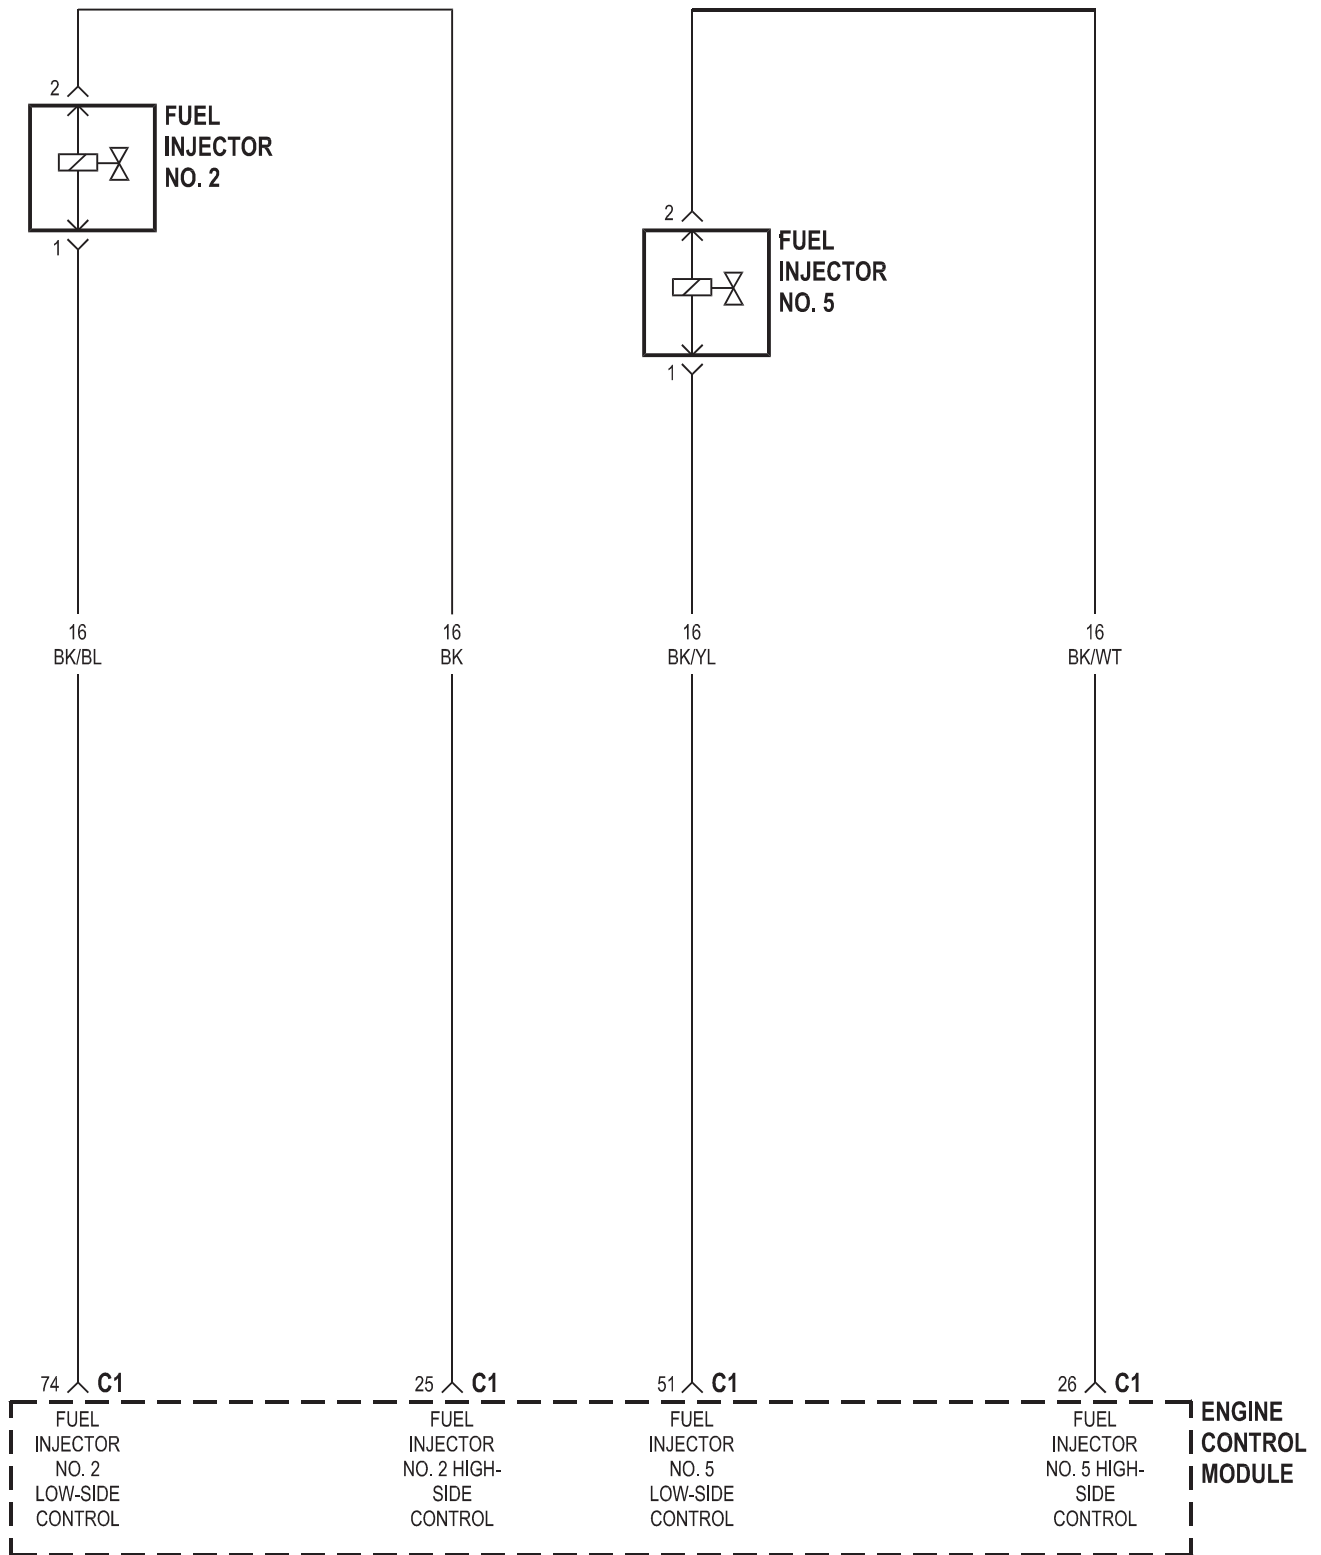 2
FUEL
INJECTOR
NO. 2
1
2
FUEL
INJECTOR
NO. 5
1
16
BK/BL
16
BK
16
BK/YL
16
BK/WT
74 C1
25 C1
51 C1
26 C1
FUEL
INJECTOR
NO. 2
LOW-SIDE
CONTROL
FUEL
INJECTOR
NO. 2 HIGH-
SIDE
CONTROL
FUEL
INJECTOR
NO. 5
LOW-SIDE
CONTROL
FUEL
INJECTOR
NO. 5 HIGH-
SIDE
CONTROL
ENGINE
CONTROL
MODULE